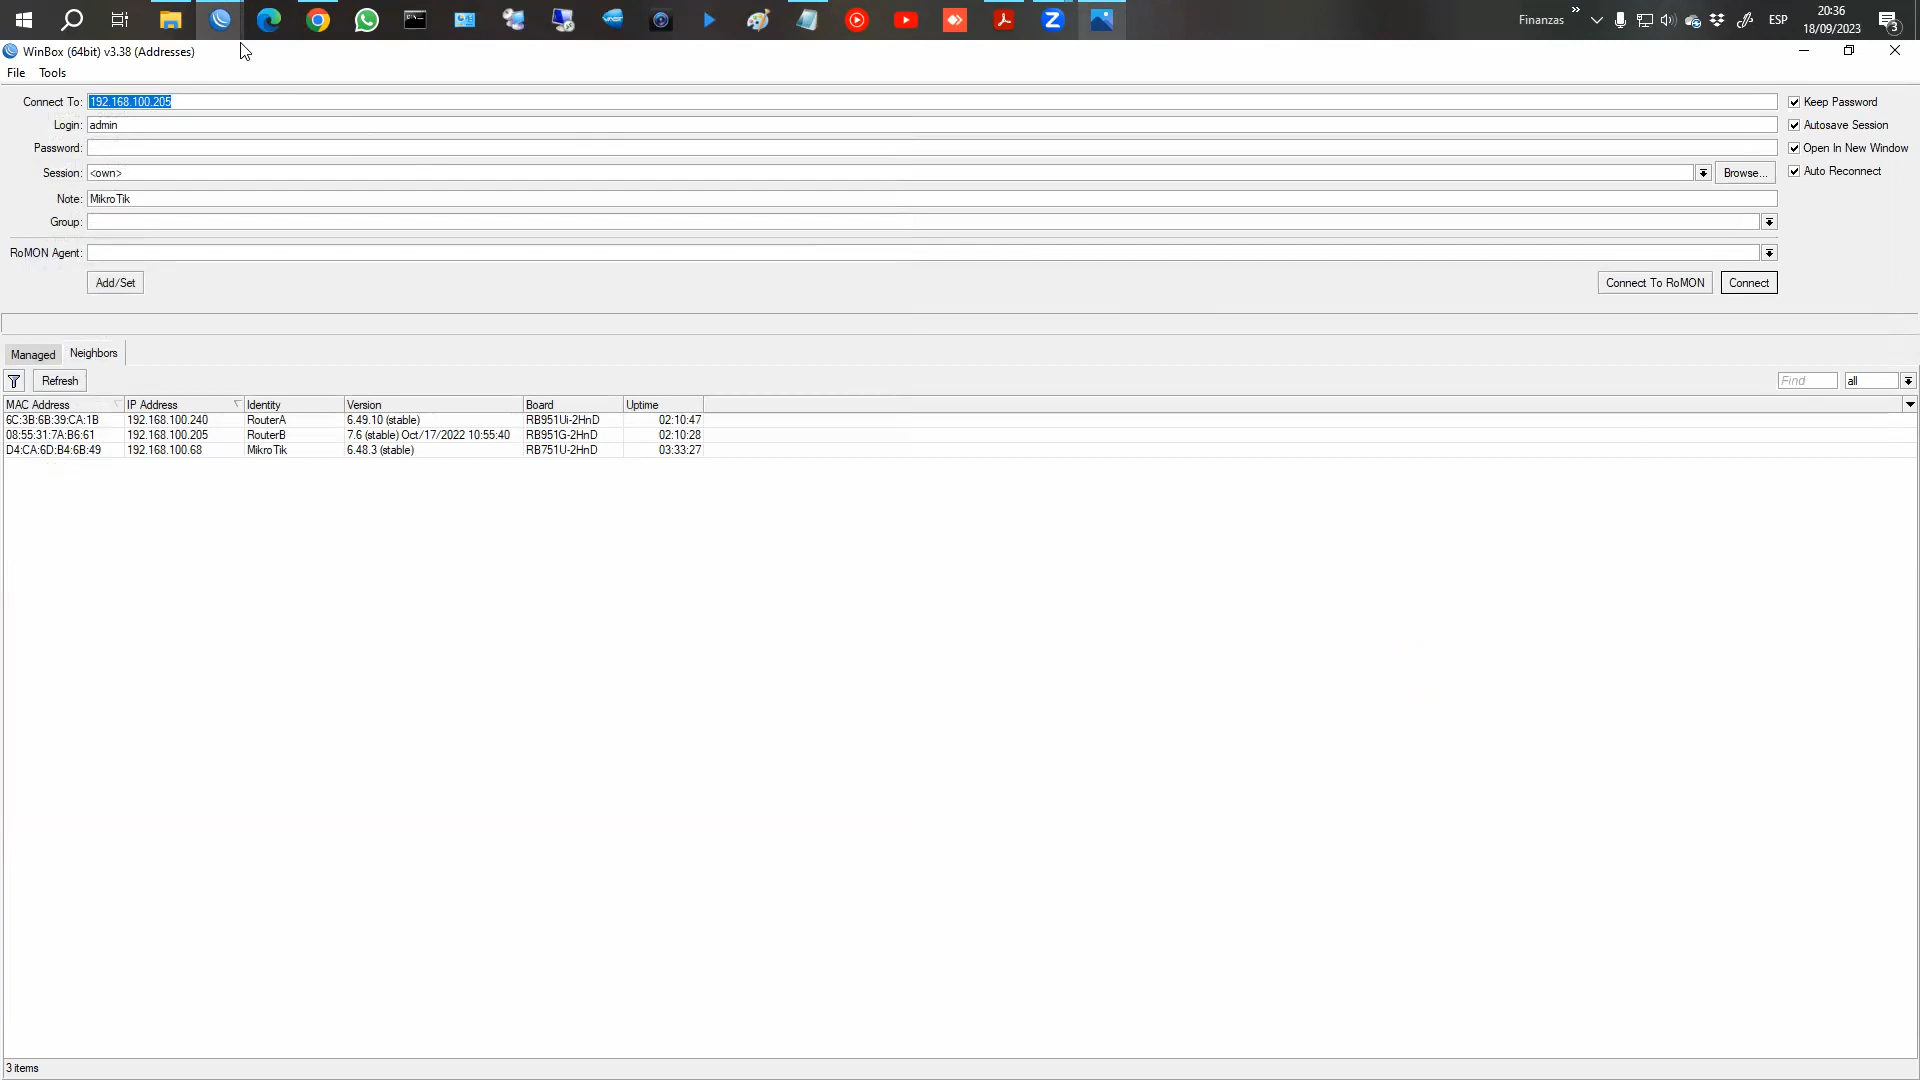 Finanzas
ESP
20:36
18/09/2023
3
WinBox (64bit) v3.38 (Addresses)
File Tools
Connect To: 192.168.100.205
Keep Password
Login: admin
Autosave Session
Password:
Open In New Window
Session: <own>
Browse...
Auto Reconnect
Note: MikroTik
Group:
RoMON Agent:
Add/Set
Connect To RoMON
Connect
Managed Neighbors
Refresh
Find
all
MAC Address IP Address Identity Version Board Uptime
6C:3B:6B:39:CA:1B 192.168.100.240 RouterA 6.49.10 (stable) RB951Ui-2HnD 02:10:47
08:55:31:7A:B6:61 192.168.100.205 RouterB 7.6 (stable) Oct/17/2022 10:55:40 RB951G-2HnD 02:10:28
D4:CA:6D:B4:6B:49 192.168.100.68 MikroTik 6.48.3 (stable) RB751U-2HnD 03:33:27
3 items